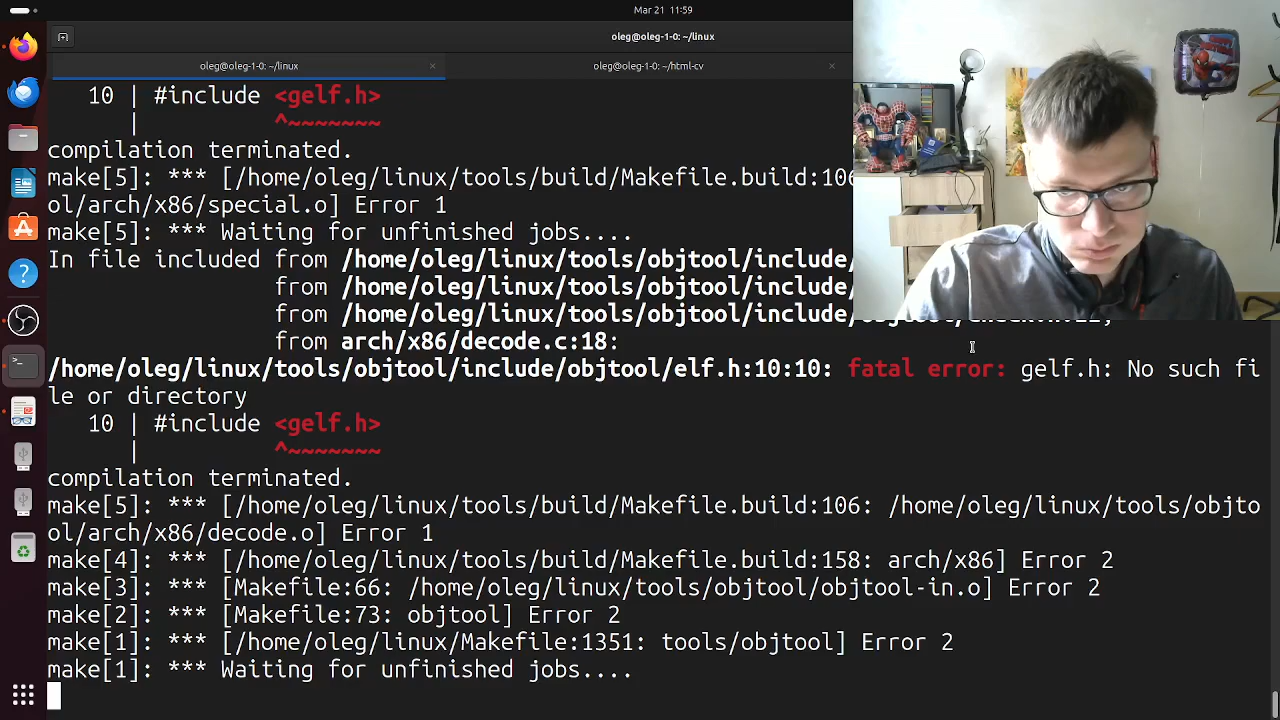 Mar 21 11:59
oleg@oleg-1-0: ~/linux
oleg@oleg-1-0: ~/linux
oleg@oleg-1-0: ~/html-cv
10 | #include <gelf.h>
| ^~~~~~~~
compilation terminated.
make[5]: *** [/home/oleg/linux/tools/build/Makefile.build:106
ol/arch/x86/special.o] Error 1
make[5]: *** Waiting for unfinished jobs....
In file included from /home/oleg/linux/tools/objtool/include/
from /home/oleg/linux/tools/objtool/include/
from /home/oleg/linux/tools/objtool/include/
from arch/x86/decode.c:18:
/home/oleg/linux/tools/objtool/include/objtool/elf.h:10:10: fatal error: gelf.h: No such fi
le or directory
10 | #include <gelf.h>
| ^~~~~~~~
compilation terminated.
make[5]: *** [/home/oleg/linux/tools/build/Makefile.build:106: /home/oleg/linux/tools/objto
ol/arch/x86/decode.o] Error 1
make[4]: *** [/home/oleg/linux/tools/build/Makefile.build:158: arch/x86] Error 2
make[3]: *** [Makefile:66: /home/oleg/linux/tools/objtool/objtool-in.o] Error 2
make[2]: *** [Makefile:73: objtool] Error 2
make[1]: *** [/home/oleg/linux/Makefile:1351: tools/objtool] Error 2
make[1]: *** Waiting for unfinished jobs....